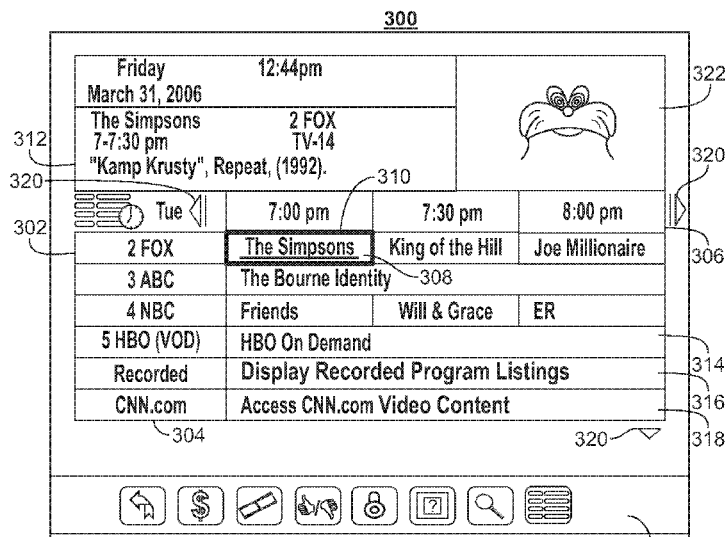 300
Friday 12:44pm
March 31, 2006
The Simpsons 2 FOX
7-7:30 pm TV-14
"Kamp Krusty", Repeat, (1992).
322
312
320
310
320
Tue 7:00 pm 7:30 pm 8:00 pm
302
306
2 FOX The Simpsons King of the Hill Joe Millionaire
308
3 ABC The Bourne Identity
4 NBC Friends Will & Grace ER
5 HBO (VOD) HBO On Demand
314
Recorded Display Recorded Program Listings
316
CNN.com Access CNN.com Video Content
318
304
320
$ ?